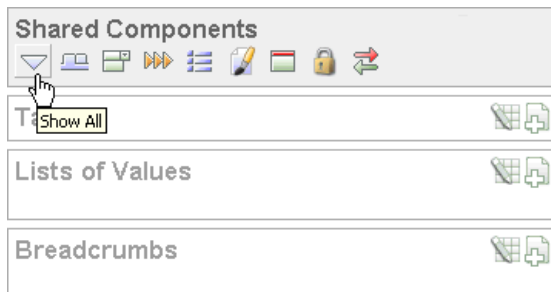 Shared Components
Show All
Lists of Values
Breadcrumbs